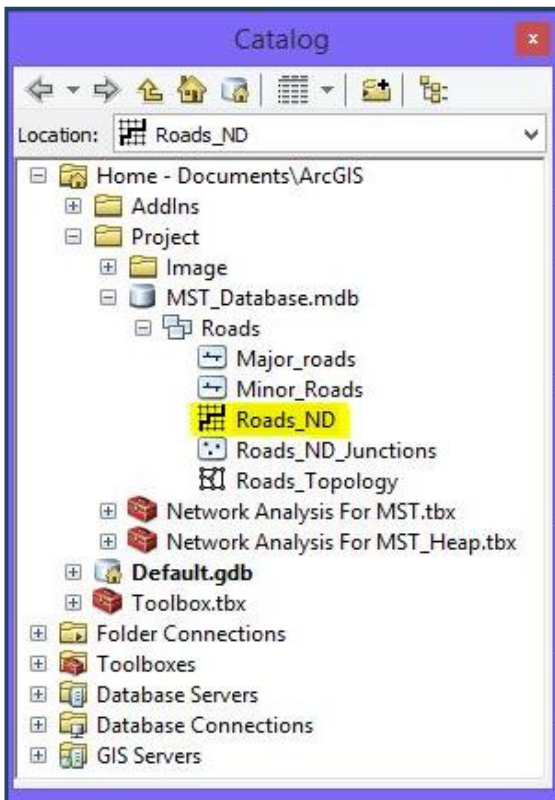 Catalog
x
Location: Roads_ND
Home - Documents\ArcGIS
AddIns
Project
Image
MST_Database.mdb
Roads
Major_roads
Minor_Roads
Roads_ND
Roads_ND_Junctions
Roads_Topology
Network Analysis For MST.tbx
Network Analysis For MST_Heap.tbx
Default.gdb
Toolbox.tbx
Folder Connections
Toolboxes
Database Servers
Database Connections
GIS Servers